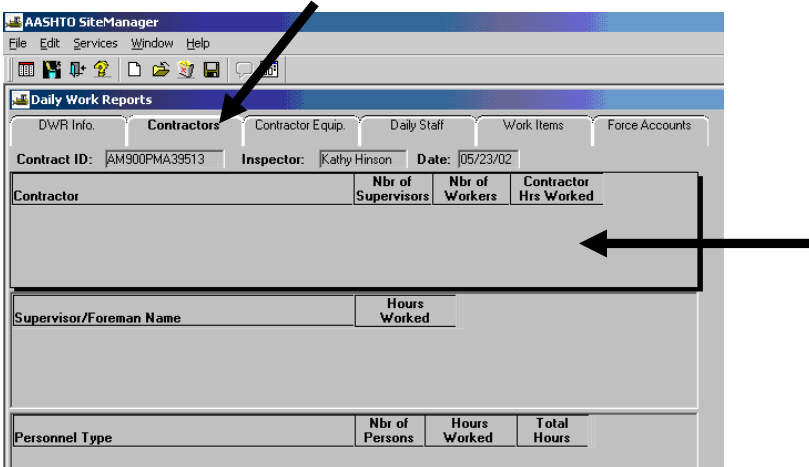 AASHTO SiteManager
File Edit Services Window Help
Daily Work Reports
DWR Info. Contractors Contractor Equip. Daily Staff Work Items Force Accounts
Contract ID: AM900PMA39513 Inspector: Kathy Hinson Date: 05/23/02
Contractor Nbr of Supervisors Nbr of Workers Contractor Hrs Worked
Supervisor/Foreman Name Hours Worked
Personnel Type Nbr of Persons Hours Worked Total Hours